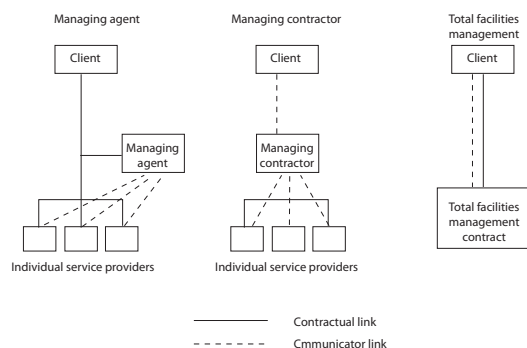 Managing agent
Client
Managing
agent
Individual service providers
Managing contractor
Client
Managing
contractor
Individual service providers
Total facilities
management
Client
Total facilities
management
contract
Contractual link
Cmmunicator link